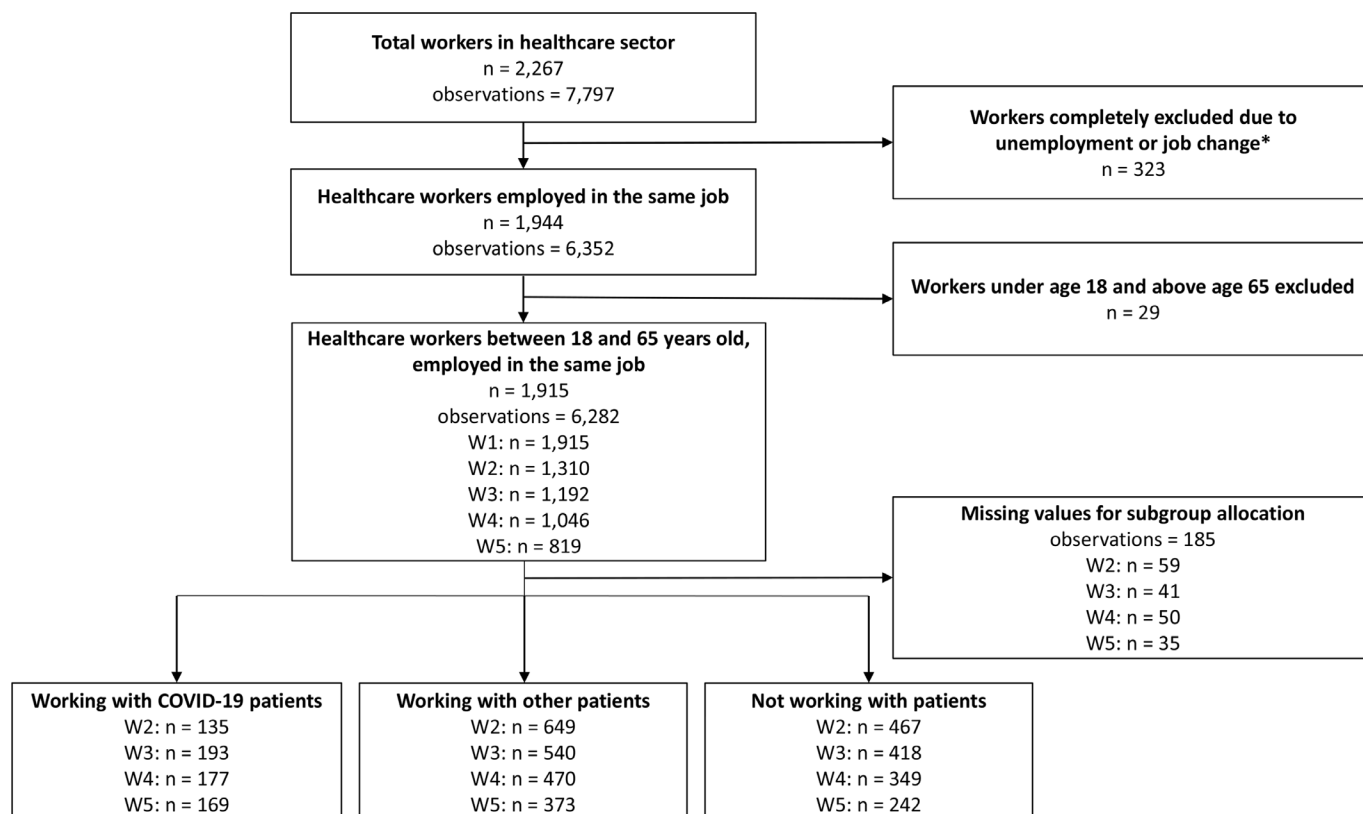 Total workers in healthcare sector
n = 2,267
observations = 7,797
Workers completely excluded due to
unemployment or job change*
n = 323
Healthcare workers employed in the same job
n = 1,944
observations = 6,352
Workers under age 18 and above age 65 excluded
n = 29
Healthcare workers between 18 and 65 years old,
employed in the same job
n = 1,915
observations = 6,282
W1: n = 1,915
W2: n = 1,310
W3: n = 1,192
W4: n = 1,046
W5: n = 819
Missing values for subgroup allocation
observations = 185
W2: n = 59
W3: n = 41
W4: n = 50
W5: n = 35
Working with COVID-19 patients
W2: n = 135
W3: n = 193
W4: n = 177
W5: n = 169
Working with other patients
W2: n = 649
W3: n = 540
W4: n = 470
W5: n = 373
Not working with patients
W2: n = 467
W3: n = 418
W4: n = 349
W5: n = 242